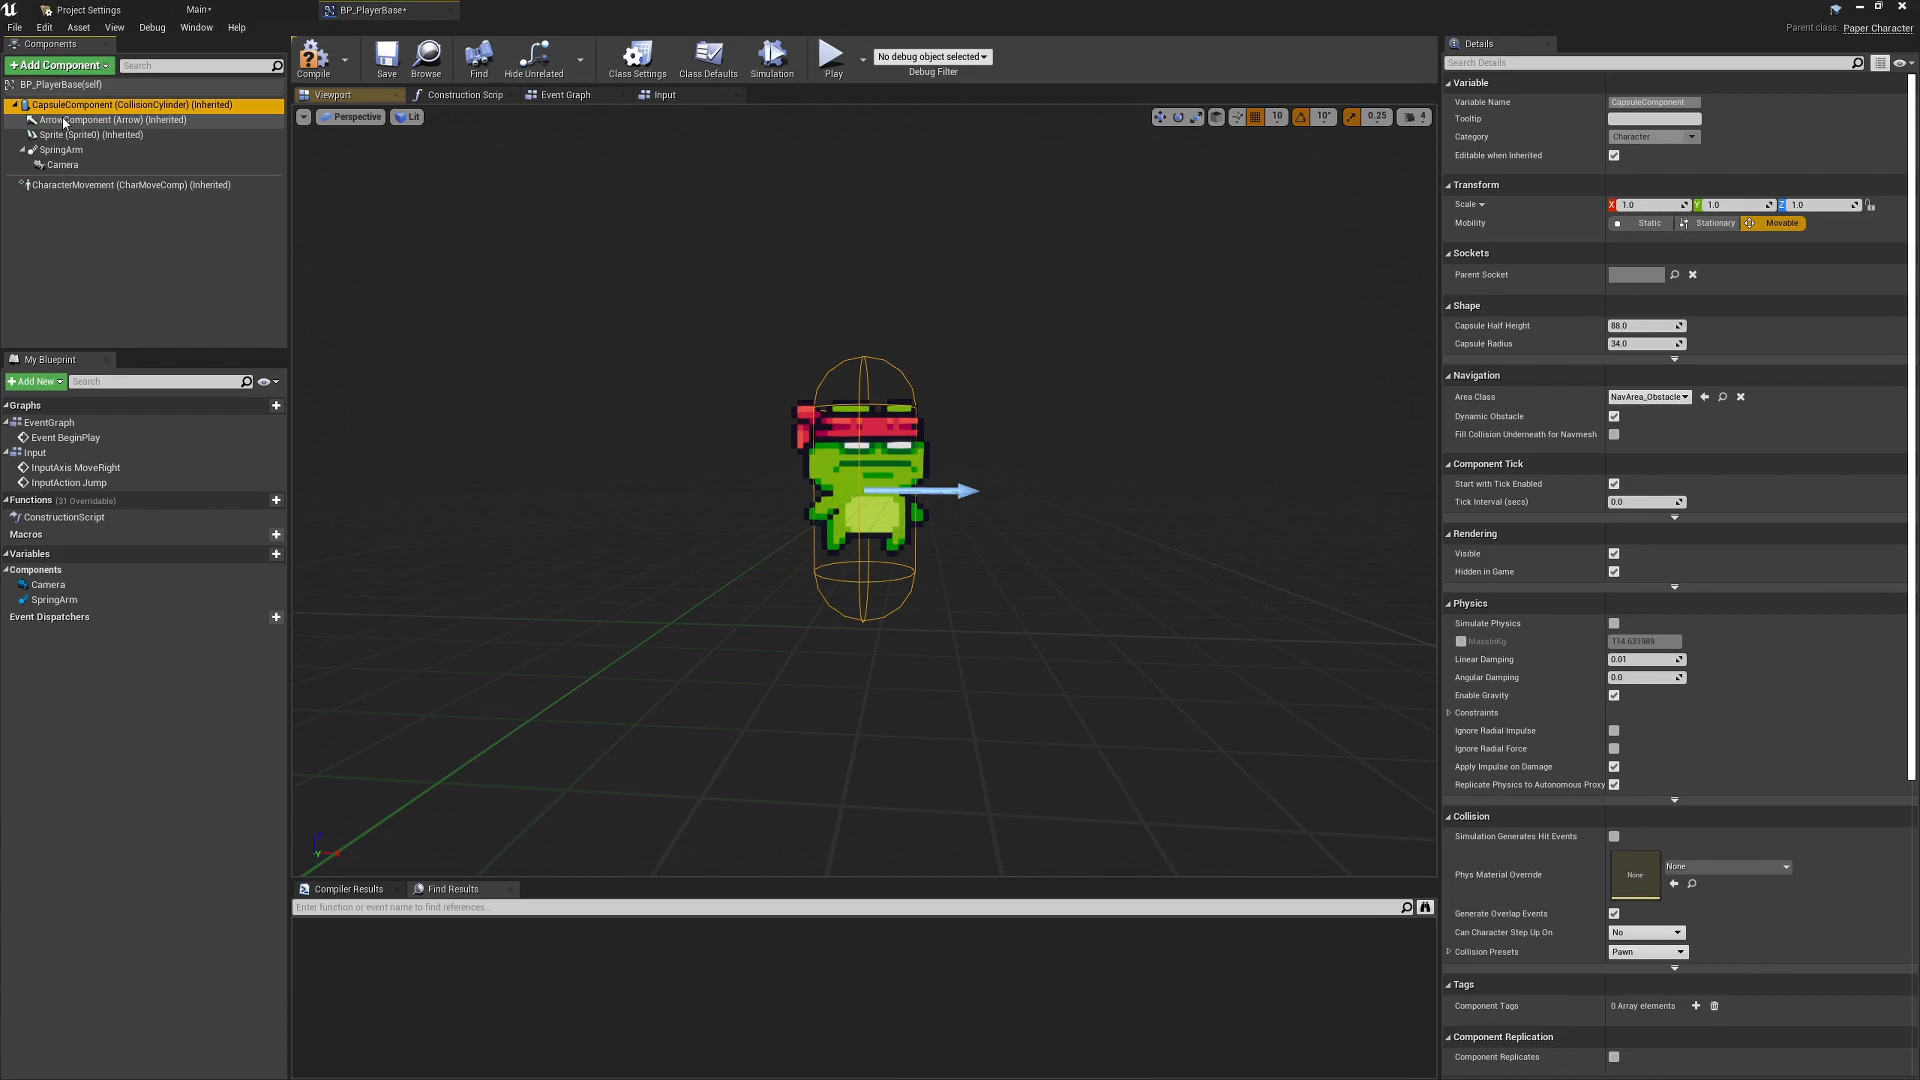 Project Settings
Main*
BP_PlayerBase*
File Edit Asset View Debug Window Help
Parent class: Paper Character
Components
+ Add Component
Search
BP_PlayerBase(self)
CapsuleComponent (CollisionCylinder) (Inherited)
ArrowComponent (Arrow) (Inherited)
Sprite (Sprite0) (Inherited)
SpringArm
Camera
CharacterMovement (CharMoveComp) (Inherited)
My Blueprint
+ Add New
Search
Graphs
EventGraph
Event BeginPlay
Input
InputAxis MoveRight
InputAction Jump
Functions (31 Overridable)
ConstructionScript
Macros
Variables
Components
Camera
SpringArm
Event Dispatchers
Compile
Save
Browse
Find
Hide Unrelated
Class Settings
Class Defaults
Simulation
Play
No debug object selected
Debug Filter
Viewport
Construction Scrip
Event Graph
Input
Perspective
Lit
10
10°
0.25
4
Compiler Results
Find Results
Enter function or event name to find references...
Details
Search Details
Variable
Variable Name CapsuleComponent
Tooltip
Category Character
Editable when Inherited
Transform
Scale X 1.0 Y 1.0 Z 1.0
Mobility Static Stationary Movable
Sockets
Parent Socket
Shape
Capsule Half Height 88.0
Capsule Radius 34.0
Navigation
Area Class NavArea_Obstacle
Dynamic Obstacle
Fill Collision Underneath for Navmesh
Component Tick
Start with Tick Enabled
Tick Interval (secs) 0.0
Rendering
Visible
Hidden in Game
Physics
Simulate Physics
MassInKg 114.631989
Linear Damping 0.01
Angular Damping 0.0
Enable Gravity
Constraints
Ignore Radial Impulse
Ignore Radial Force
Apply Impulse on Damage
Replicate Physics to Autonomous Proxy
Collision
Simulation Generates Hit Events
Phys Material Override None None
Generate Overlap Events
Can Character Step Up On No
Collision Presets Pawn
Tags
Component Tags 0 Array elements
Component Replication
Component Replicates